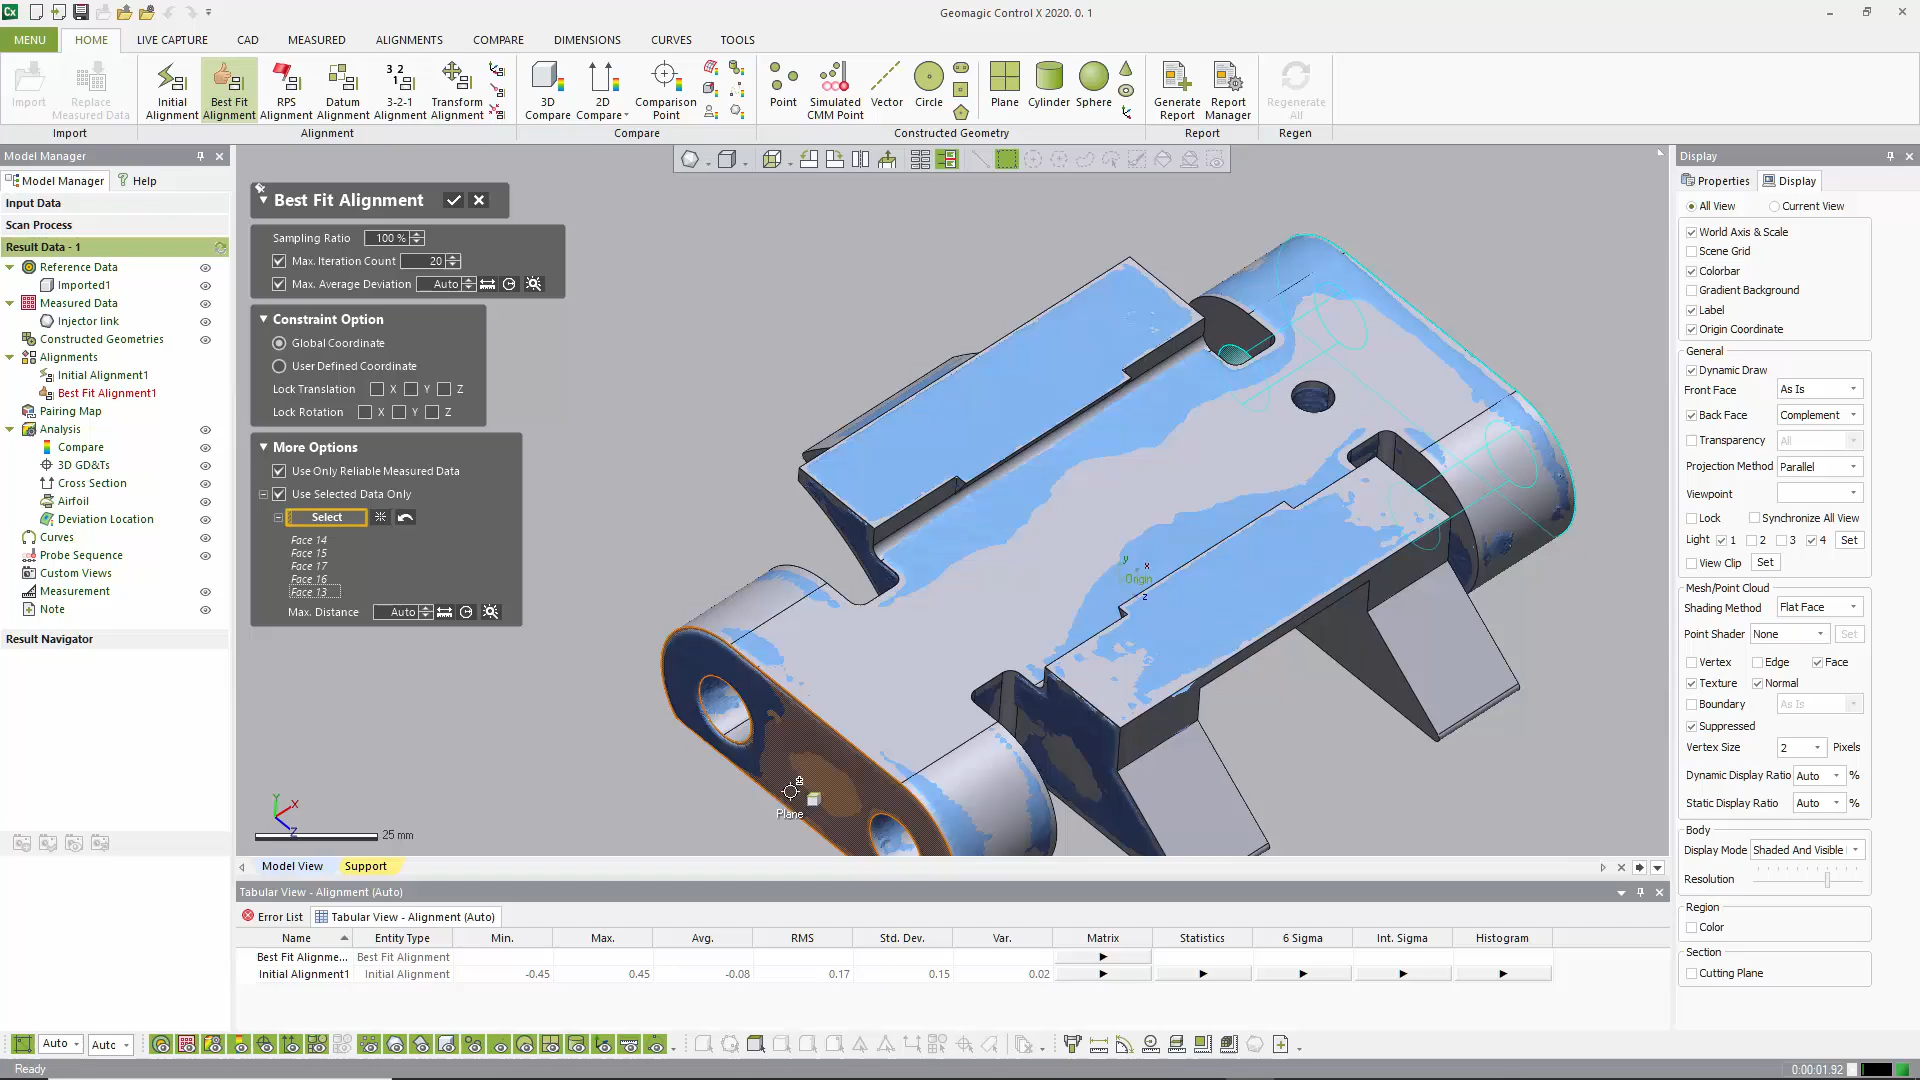 Cx
Geomagic Control X 2020. 0. 1
MENU
HOME
LIVE CAPTURE
CAD
MEASURED
ALIGNMENTS
COMPARE
DIMENSIONS
CURVES
TOOLS
Import
Replace Measured Data
Initial Alignment
Best Fit Alignment
RPS Alignment
Datum Alignment
3 2 1
3-2-1 Alignment
Transform Alignment
3D Compare
2D Compare
Comparison Point
Point
Simulated CMM Point
Vector
Circle
Plane
Cylinder
Sphere
Generate Report
Report Manager
Regenerate All
Import
Alignment
Compare
Constructed Geometry
Report
Regen
Model Manager
Model Manager
Help
Input Data
Scan Process
Result Data - 1
Reference Data
Imported1
Measured Data
Injector link
Constructed Geometries
Alignments
Initial Alignment1
Best Fit Alignment1
Pairing Map
Analysis
Compare
3D GD&Ts
Cross Section
Airfoil
Deviation Location
Curves
Probe Sequence
Custom Views
Measurement
Note
Result Navigator
Best Fit Alignment
Sampling Ratio 100 %
Max. Iteration Count 20
Max. Average Deviation Auto
Constraint Option
Global Coordinate
User Defined Coordinate
Lock Translation X Y Z
Lock Rotation X Y Z
More Options
Use Only Reliable Measured Data
Use Selected Data Only
Select
Face 14
Face 15
Face 17
Face 16
Face 13
Max. Distance Auto
y
x
Origin
z
Plane
Y
X
Z
25 mm
Model View
Support
Tabular View - Alignment (Auto)
Error List
Tabular View - Alignment (Auto)
Name Entity Type Min. Max. Avg. RMS Std. Dev. Var. Matrix Statistics 6 Sigma Int. Sigma Histogram
Best Fit Alignme... Best Fit Alignment
Initial Alignment1 Initial Alignment -0.45 0.45 -0.08 0.17 0.15 0.02
Auto
Auto
Ready
0:00:01.92
Display
Properties
Display
All View
Current View
World Axis & Scale
Scene Grid
Colorbar
Gradient Background
Label
Origin Coordinate
General
Dynamic Draw
Front Face As Is
Back Face Complement
Transparency All
Projection Method Parallel
Viewpoint
Lock Synchronize All View
Light 1 2 3 4 Set
View Clip Set
Mesh/Point Cloud
Shading Method Flat Face
Point Shader None Set
Vertex Edge Face
Texture Normal
Boundary As Is
Suppressed
Vertex Size 2 Pixels
Dynamic Display Ratio Auto %
Static Display Ratio Auto %
Body
Display Mode Shaded And Visible
Resolution
Region
Color
Section
Cutting Plane